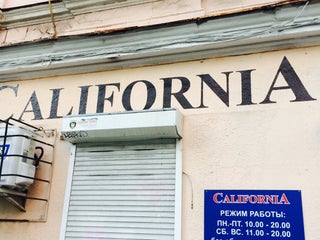 CALIFORNIA
CALIFORNIA
РЕЖИМ РАБОТЫ:
ПН.-ПТ. 10.00 - 20.00
СБ. ВС. 11.00 - 20.00